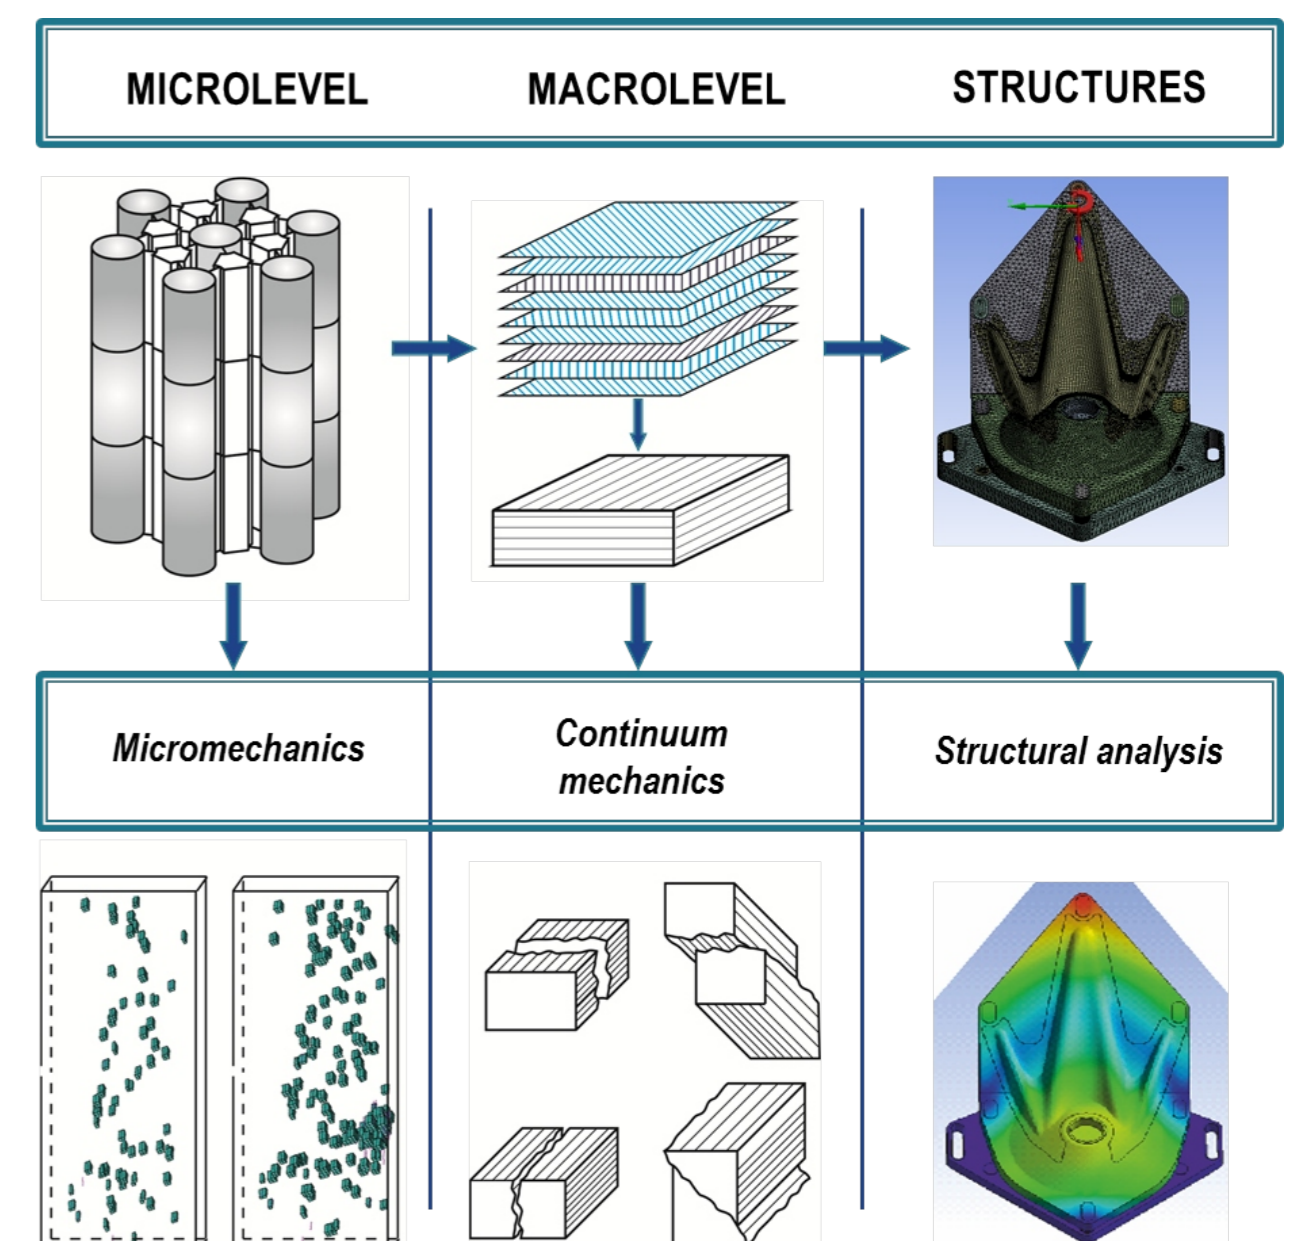 MICROLEVEL
MACROLEVEL
STRUCTURES
Micromechanics
Continuum
mechanics
Structural analysis